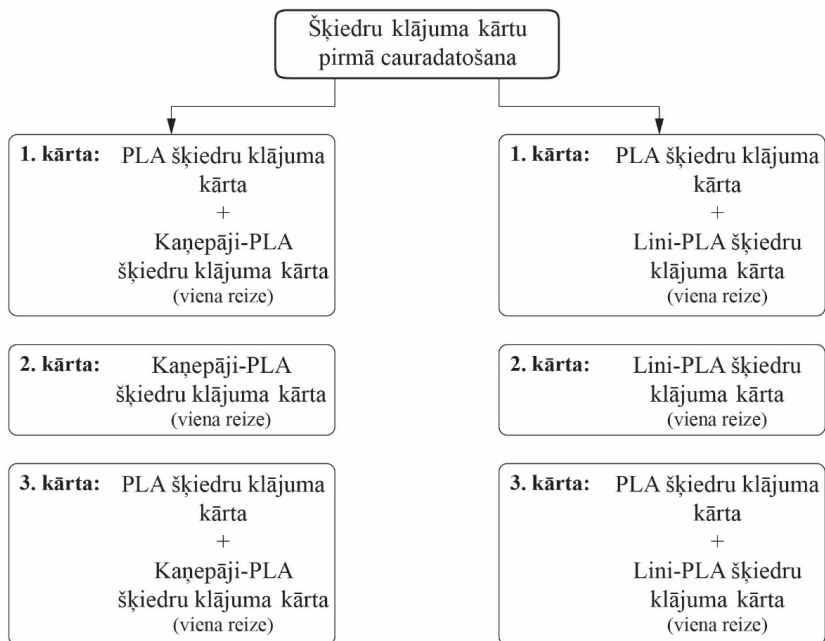 Šķiedru klājuma kārtu
pirmā cauradatošana
1. kārta: PLA šķiedru klājuma
kārta
+
Kaņepāji-PLA
šķiedru klājuma kārta
(viena reize)
2. kārta: Kaņepāji-PLA
šķiedru klājuma kārta
(viena reize)
3. kārta: PLA šķiedru klājuma
kārta
+
Kaņepāji-PLA
šķiedru klājuma kārta
(viena reize)
1. kārta: PLA šķiedru klājuma
kārta
+
Lini-PLA šķiedru
klājuma kārta
(viena reize)
2. kārta: Lini-PLA šķiedru
klājuma kārta
(viena reize)
3. kārta: PLA šķiedru klājuma
kārta
+
Lini-PLA šķiedru
klājuma kārta
(viena reize)